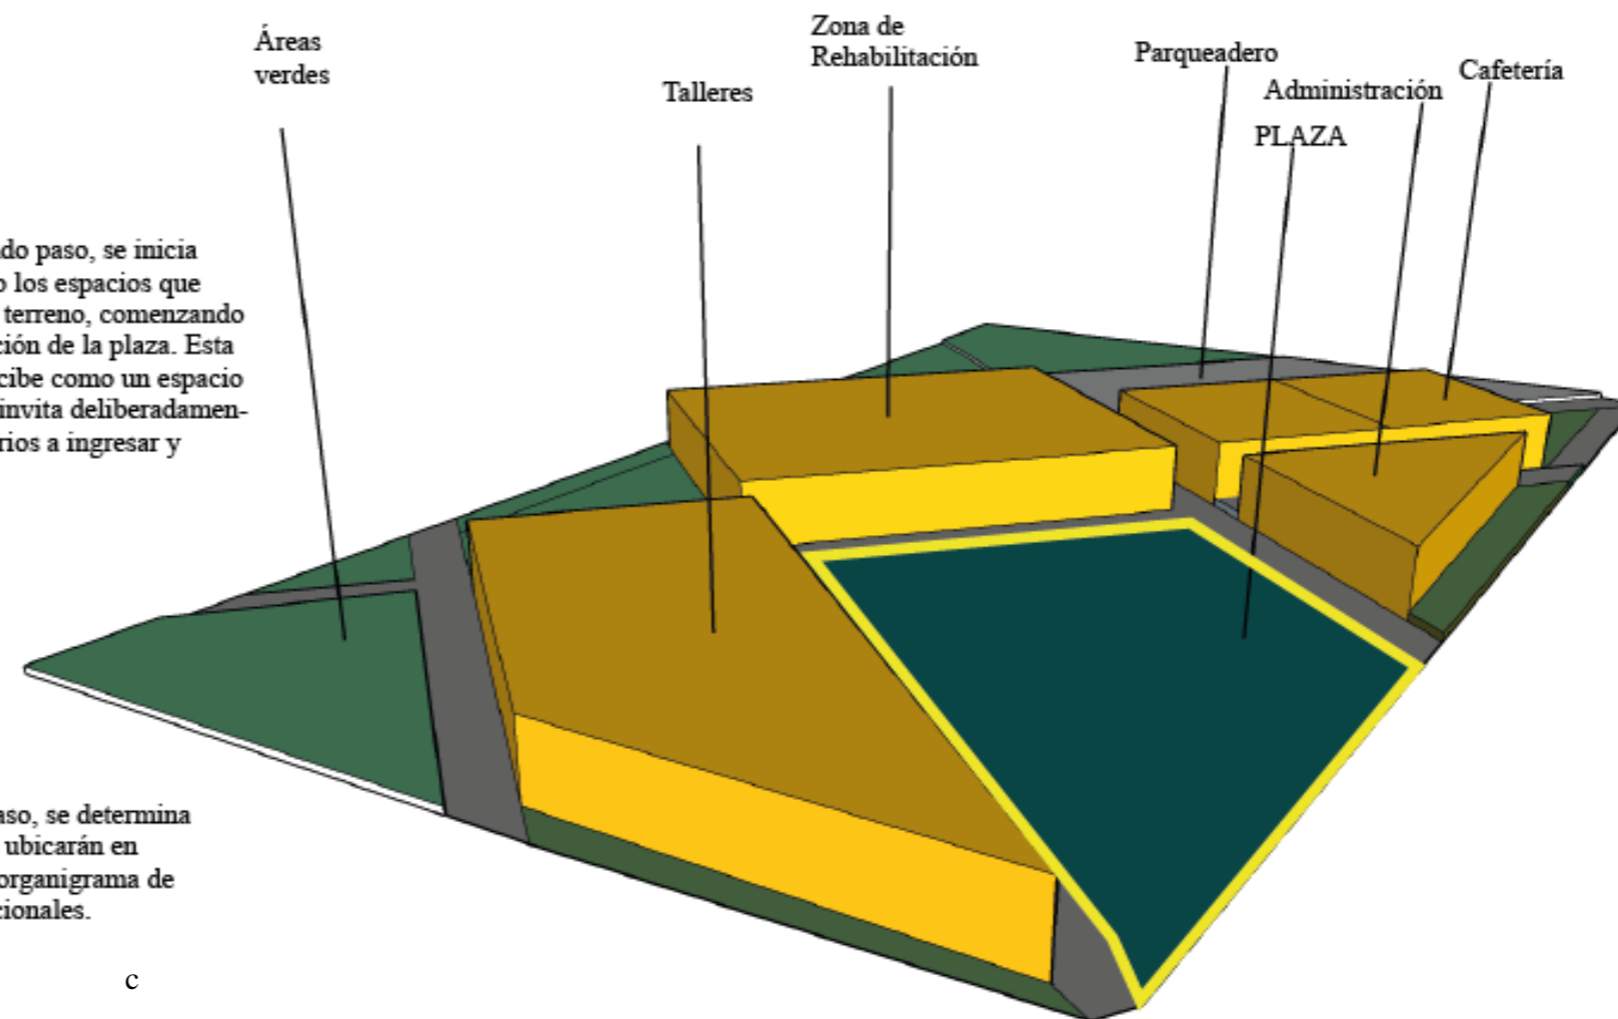 Áreas
verdes
Talleres
Zona de
Rehabilitación
Parqueadero
Administración
Cafetería
PLAZA
do paso, se inicia
los espacios que
terreno, comenzando
ción de la plaza. Esta
cibe como un espacio
invita deliberadamen-
rios a ingresar y
aso, se determina
ubicarán en
organigrama de
cionales.
c